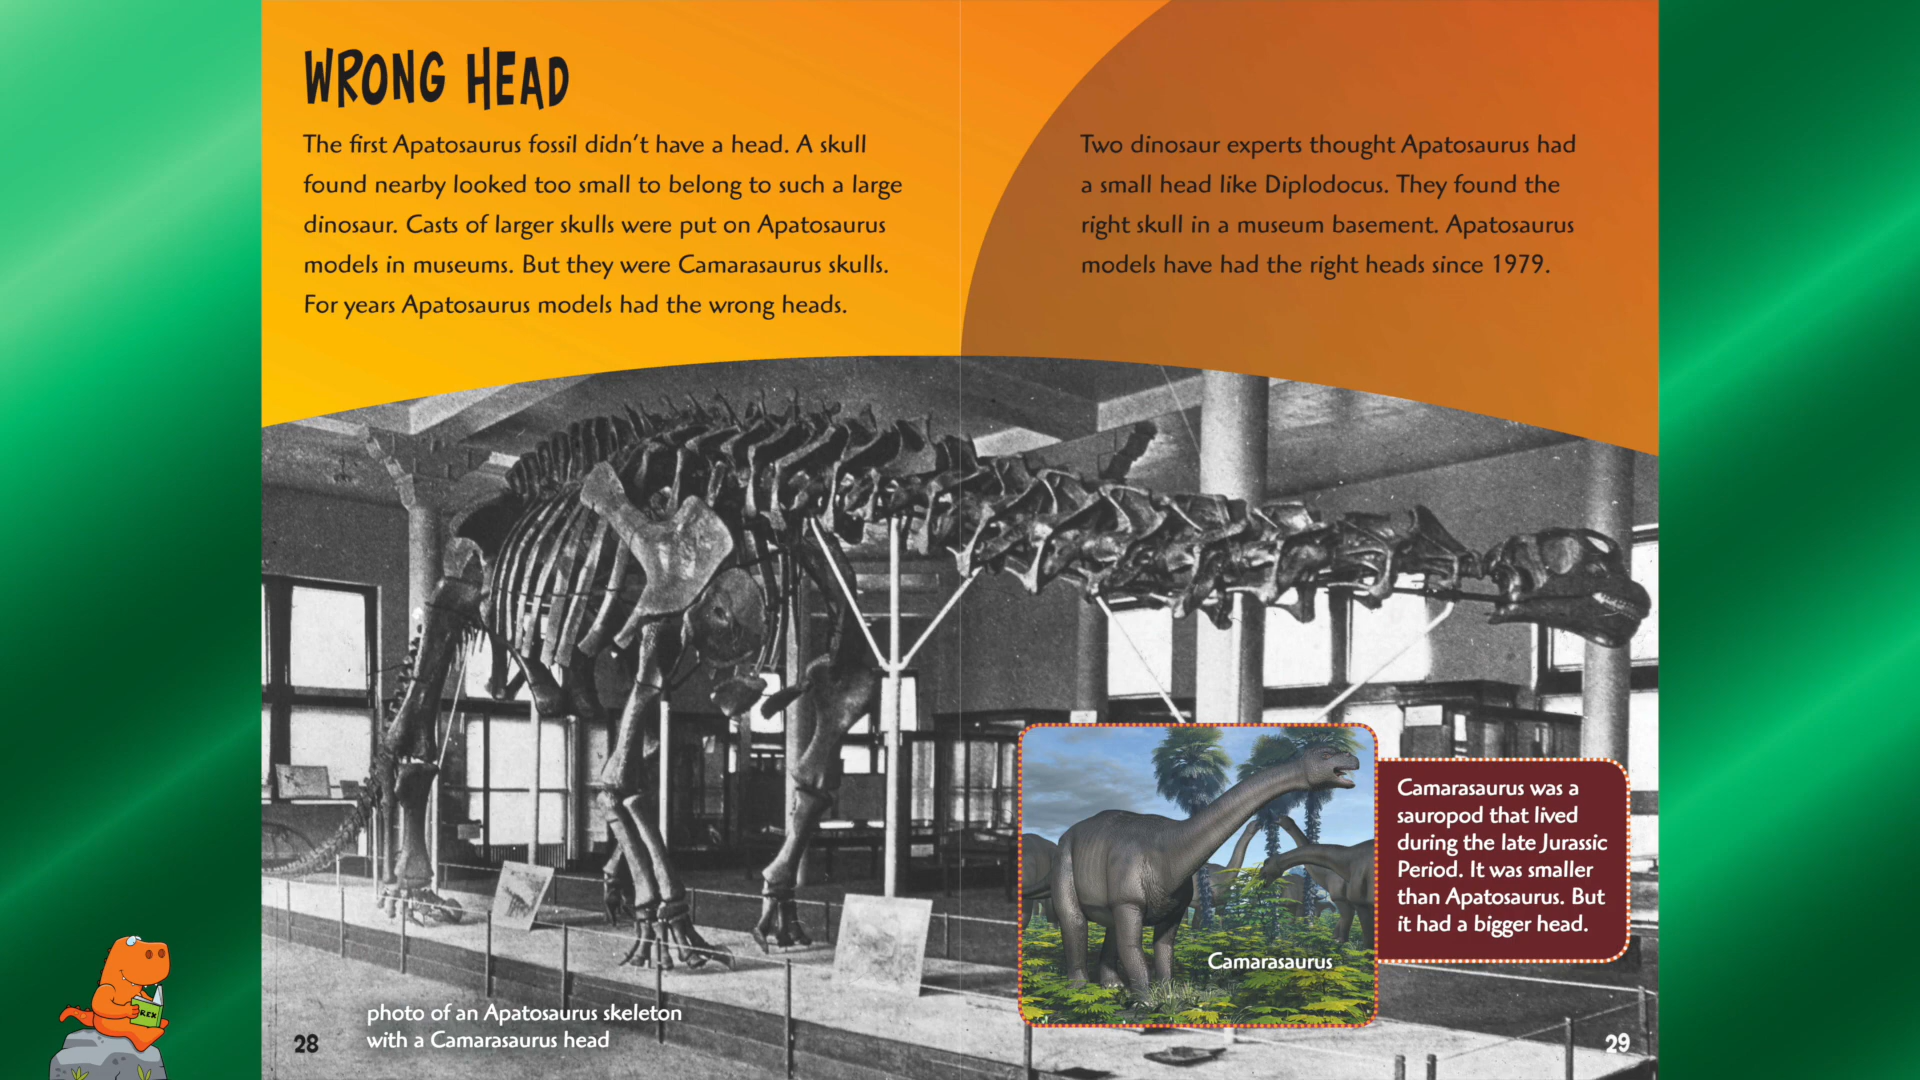 WRONG HEAD
The first Apatosaurus fossil didn't have a head. A skull
found nearby looked too small to belong to such a large
dinosaur. Casts of larger skulls were put on Apatosaurus
models in museums. But they were Camarasaurus skulls.
For years Apatosaurus models had the wrong heads.
Two dinosaur experts thought Apatosaurus had
a small head like Diplodocus. They found the
right skull in a museum basement. Apatosaurus
models have had the right heads since 1979.
Camarasaurus was a
sauropod that lived
during the late Jurassic
Period. It was smaller
than Apatosaurus. But
it had a bigger head.
Camarasaurus
photo of an Apatosaurus skeleton
with a Camarasaurus head
28
29
REX